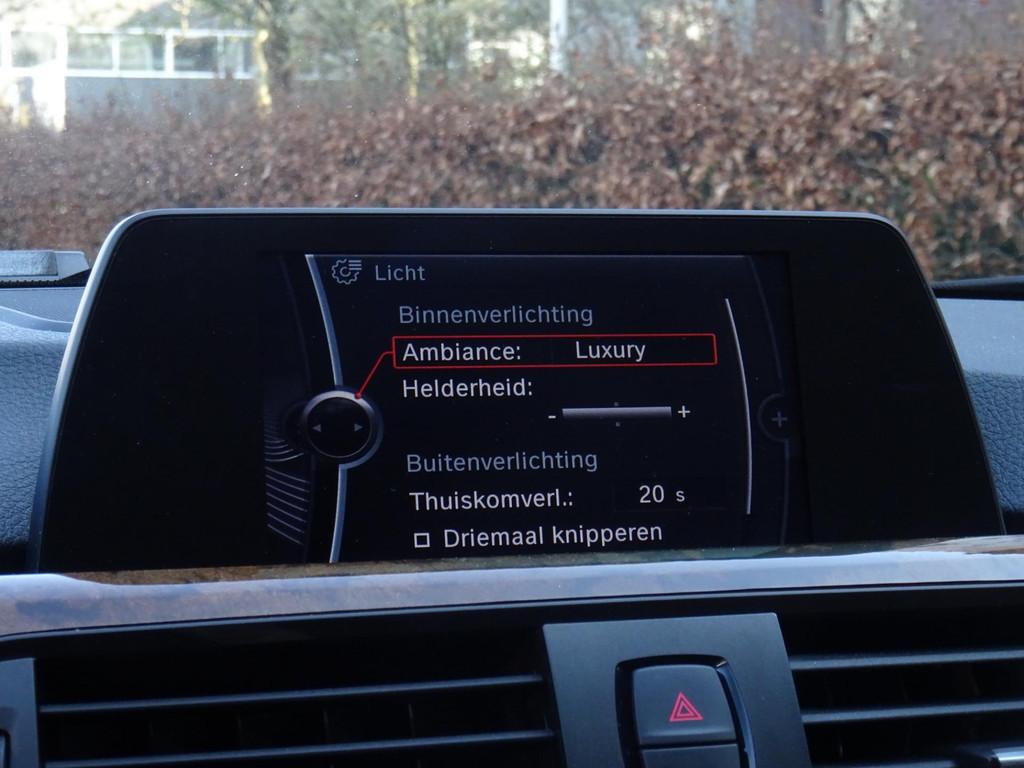 Licht
Binnenverlichting
Ambiance: Luxury
Helderheid:
- +
Buitenverlichting
Thuiskomverl.: 20 s
Driemaal knipperen